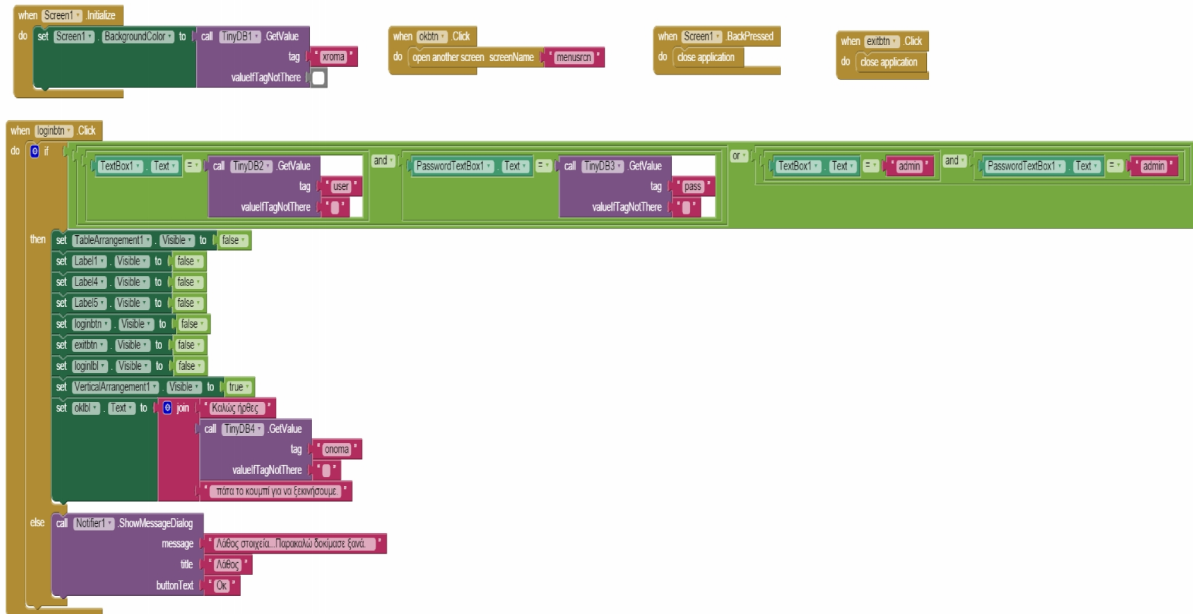 when Screen1 .Initialize
do set Screen1 . BackgroundColor to call TinyDB1 .GetValue
tag " xroma "
valueIfTagNotThere
when okbtn .Click
do open another screen screenName " menusrcn "
when Screen1 .BackPressed
do close application
when exitbtn .Click
do close application
when loginbtn .Click
do if TextBox1 . Text = call TinyDB2 .GetValue and PasswordTextBox1 . Text = call TinyDB3 .GetValue or TextBox1 . Text = " admin " and PasswordTextBox1 . Text = " admin "
tag " user " tag " pass "
valueIfTagNotThere " " valueIfTagNotThere " "
then set TableArrangement1 . Visible to false
set Label1 . Visible to false
set Label4 . Visible to false
set Label5 . Visible to false
set loginbtn . Visible to false
set exitbtn . Visible to false
set loginlbl . Visible to false
set VerticalArrangement1 . Visible to true
set oklbl . Text to join " Καλώς ήρθες "
call TinyDB4 .GetValue
tag " onoma "
valueIfTagNotThere " "
" πάτα το κουμπί για να ξεκινήσουμε. "
else call Notifier1 .ShowMessageDialog
message " Λάθος στοιχεία...Παρακαλώ δοκίμασε ξανά. "
title " Λάθος "
buttonText " Ok "